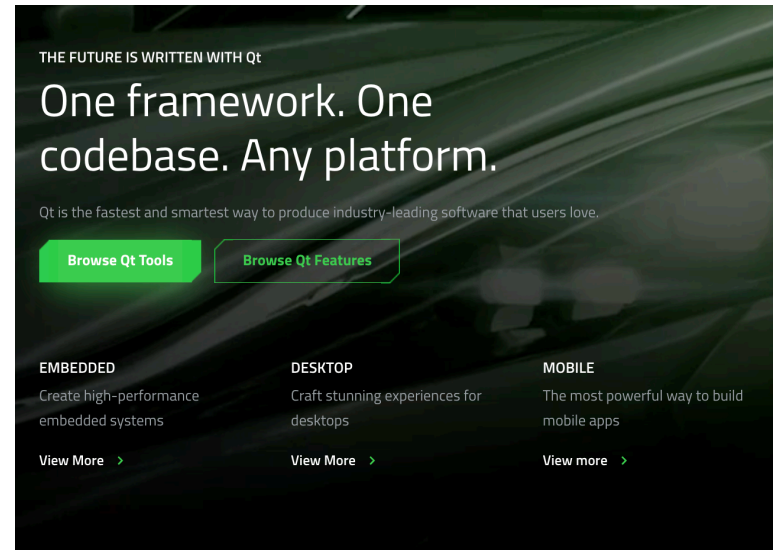 THE FUTURE IS WRITTEN WITH Qt
One framework. One
codebase. Any platform.
Qt is the fastest and smartest way to produce industry-leading software that users love.
Browse Qt Tools
Browse Qt Features
EMBEDDED
Create high-performance
embedded systems
View More
DESKTOP
Craft stunning experiences for
desktops
View More
MOBILE
The most powerful way to build
mobile apps
View more